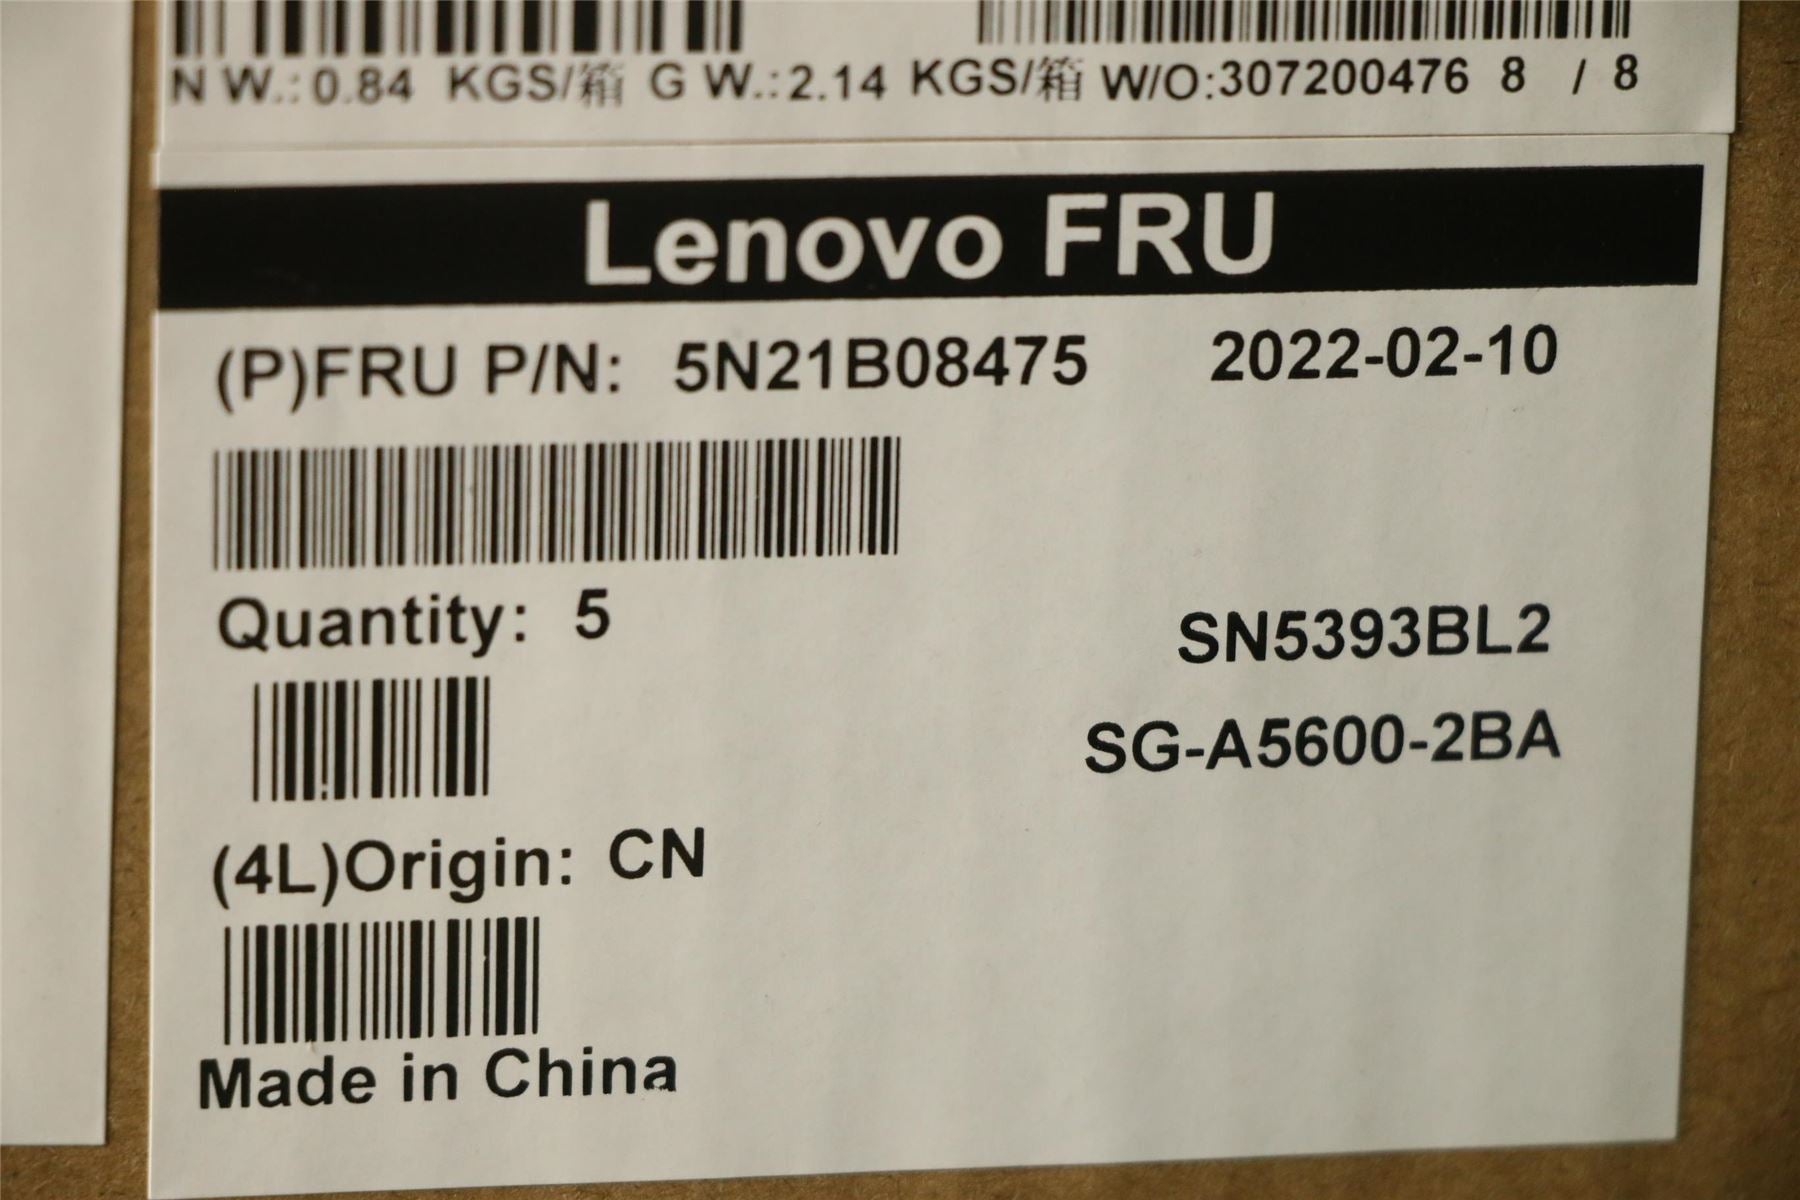 N W.:0.84 KGS/箱 G W.:2.14 KGS/箱 W/O:307200476 8 / 8
Lenovo FRU
(P)FRU P/N: 5N21B08475 2022-02-10
Quantity: 5
SN5393BL2
SG-A5600-2BA
(4L)Origin: CN
Made in China